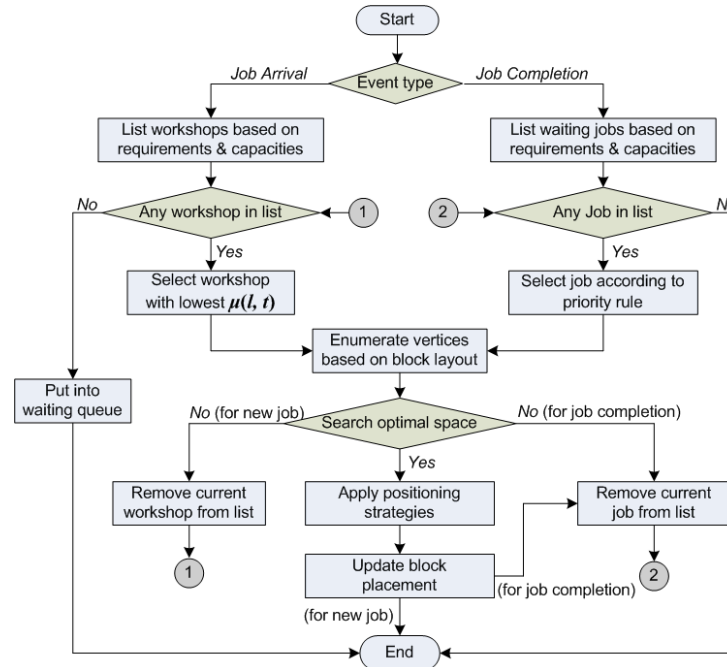 Start
Job Arrival
Event type
Job Completion
List workshops based on
requirements & capacities
List waiting jobs based on
requirements & capacities
No
Any workshop in list
1
2
Any Job in list
Yes
Yes
Select workshop
with lowest μ(l, t)
Select job according to
priority rule
Enumerate vertices
based on block layout
Put into
waiting queue
No (for new job)
Search optimal space
No (for job completion)
Yes
Remove current
workshop from list
Apply positioning
strategies
Remove current
job from list
1
Update block
placement
(for job completion)
2
(for new job)
End